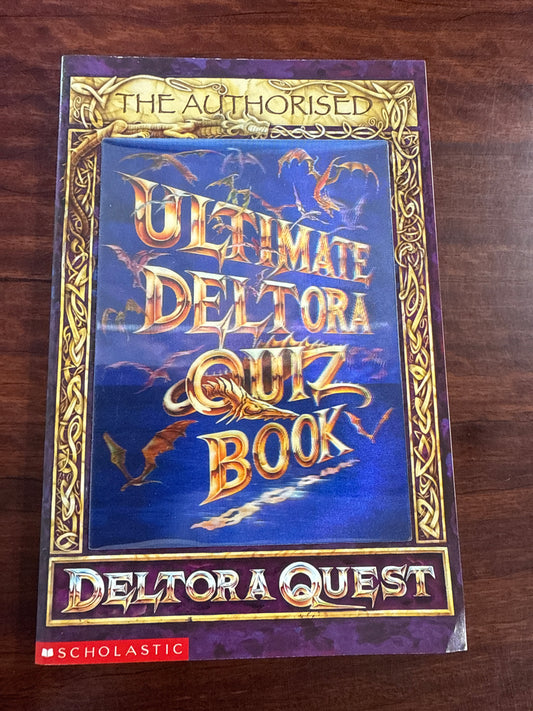 THE AUTHORISED
ULTIMATE
DELTORA
QUIZ
BOOK
DELTORA QUEST
SCHOLASTIC